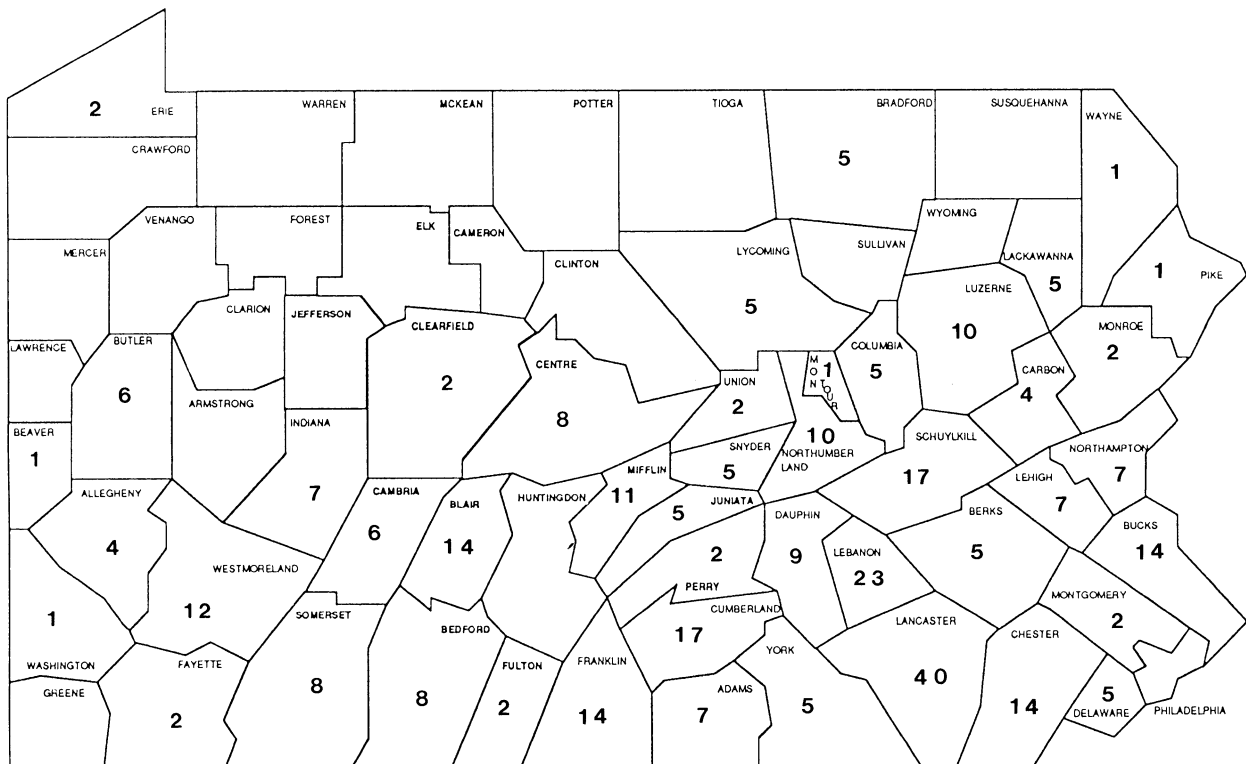 2 ERIE
WARREN
MCKEAN
POTTER
TIOGA
BRADFORD
5
SUSQUEHANNA
WAYNE
1
CRAWFORD
VENANGO
FOREST
ELK
CAMERON
WYOMING
MERCER
CLINTON
LYCOMING
5
SULLIVAN
LACKAWANNA
5
1 PIKE
CLARION
JEFFERSON
LUZERNE
10
LAWRENCE
BUTLER
6
CLEARFIELD
2
CENTRE
8
COLUMBIA
5
MONROE
2
CARBON
4
MONTOUR
1
UNION
2
ARMSTRONG
INDIANA
7
BEAVER
1
SNYDER
5
10
NORTHUMBER
LAND
SCHUYLKILL
17
NORTHAMPTON
7
LEHIGH
7
ALLEGHENY
4
CAMBRIA
6
BLAIR
14
HUNTINGDON
MIFFLIN
11
JUNIATA
5
DAUPHIN
9
BERKS
5
BUCKS
14
LEBANON
23
WESTMORELAND
12
2
PERRY
MONTGOMERY
2
1
WASHINGTON
SOMERSET
8
BEDFORD
8
CUMBERLAND
17
LANCASTER
40
CHESTER
14
FAYETTE
2
FULTON
2
FRANKLIN
14
YORK
5
ADAMS
7
GREENE
5
DELAWARE
PHILADELPHIA